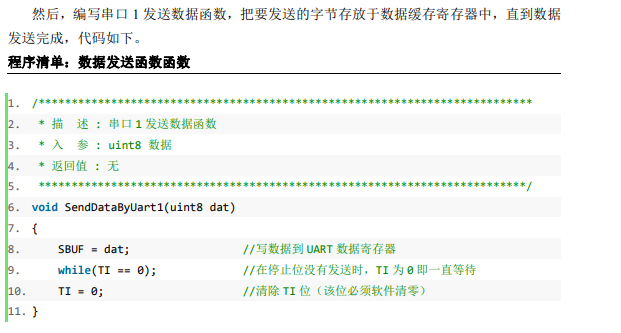 然后，编写串口 1 发送数据函数，把要发送的字节存放于数据缓存寄存器中，直到数据
发送完成，代码如下。
程序清单：数据发送函数函数
1. /***************************************************************************
2. * 描　述 : 串口 1 发送数据函数
3. * 入　参 : uint8 数据
4. * 返回值 : 无
5. **************************************************************************/
6. void SendDataByUart1(uint8 dat)
7. {
8. SBUF = dat; //写数据到 UART 数据寄存器
9. while(TI == 0); //在停止位没有发送时，TI 为 0 即一直等待
10. TI = 0; //清除 TI 位（该位必须软件清零）
11. }